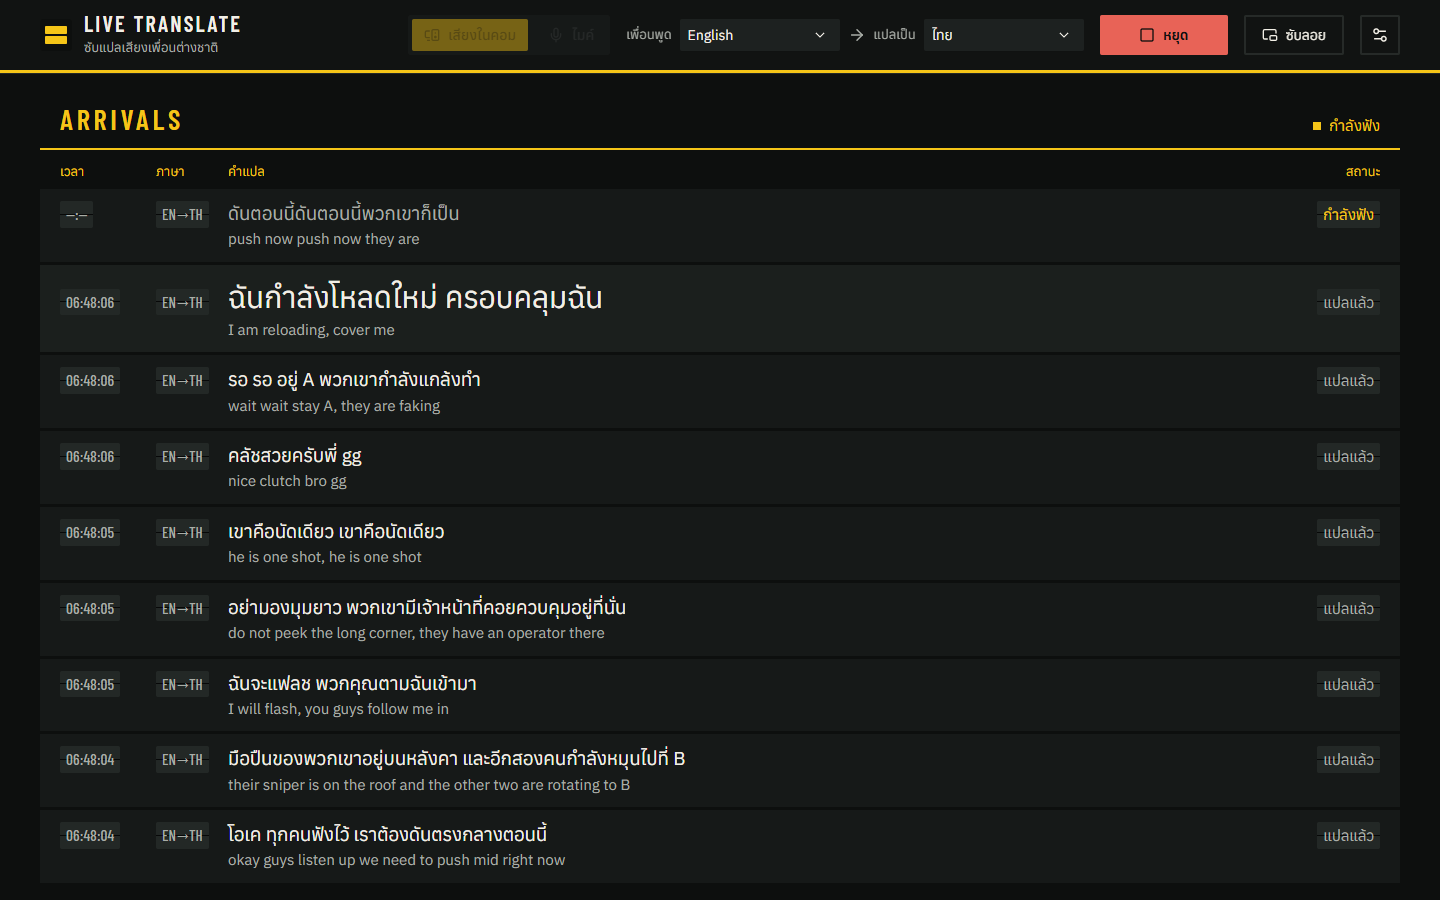 LIVE TRANSLATE
ซับแปลเสียงเพื่อนต่างชาติ
เสียงในคอม
ไมค์
เพื่อนพูด
English
แปลเป็น
ไทย
หยุด
ซับลอย
ARRIVALS
กำลังฟัง
เวลา ภาษา คำแปล สถานะ
—:— EN→TH ดันตอนนี้ดันตอนนี้พวกเขาก็เป็น กำลังฟัง
push now push now they are
06:48:06 EN→TH ฉันกำลังโหลดใหม่ ครอบคลุมฉัน แปลแล้ว
I am reloading, cover me
06:48:06 EN→TH รอ รอ อยู่ A พวกเขากำลังแกล้งทำ แปลแล้ว
wait wait stay A, they are faking
06:48:06 EN→TH คลัชสวยครับพี่ gg แปลแล้ว
nice clutch bro gg
06:48:05 EN→TH เขาคือนัดเดียว เขาคือนัดเดียว แปลแล้ว
he is one shot, he is one shot
06:48:05 EN→TH อย่ามองมุมยาว พวกเขามีเจ้าหน้าที่คอยควบคุมอยู่ที่นั่น แปลแล้ว
do not peek the long corner, they have an operator there
06:48:05 EN→TH ฉันจะแฟลช พวกคุณตามฉันเข้ามา แปลแล้ว
I will flash, you guys follow me in
06:48:04 EN→TH มือปืนของพวกเขาอยู่บนหลังคา และอีกสองคนกำลังหมุนไปที่ B แปลแล้ว
their sniper is on the roof and the other two are rotating to B
06:48:04 EN→TH โอเค ทุกคนฟังไว้ เราต้องดันตรงกลางตอนนี้ แปลแล้ว
okay guys listen up we need to push mid right now